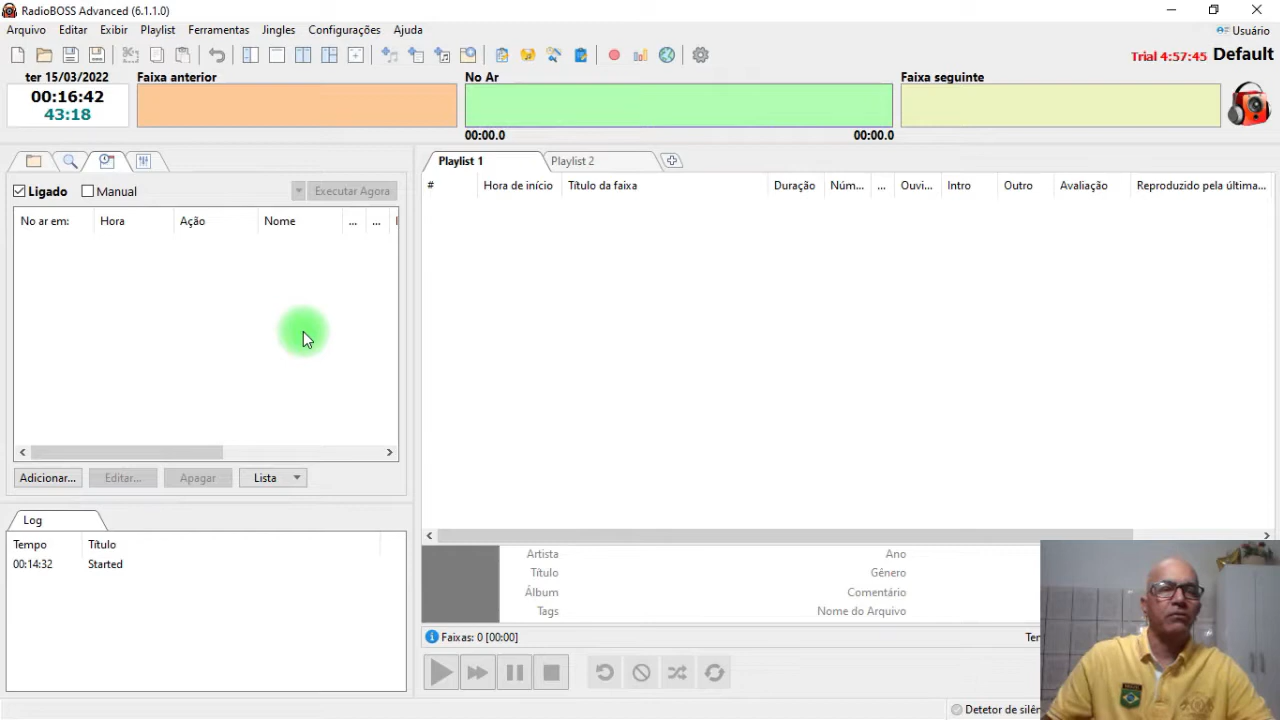 RadioBOSS Advanced (6.1.1.0)
Arquivo Editar Exibir Playlist Ferramentas Jingles Configurações Ajuda
Usuário
Trial 4:57:45 Default
ter 15/03/2022 Faixa anterior No Ar Faixa seguinte
00:16:42
43:18
00:00.0 00:00.0
Playlist 1 Playlist 2
Ligado Manual Executar Agora
# Hora de início Título da faixa Duração Núm... ... Ouvi... Intro Outro Avaliação Reproduzido pela última...
No ar em: Hora Ação Nome ... ...
Adicionar... Editar... Apagar Lista
Log
Tempo Título
00:14:32 Started
Artista Ano
Título Gênero
Álbum Comentário
Tags Nome do Arquivo
Faixas: 0 [00:00]
Detetor de silên